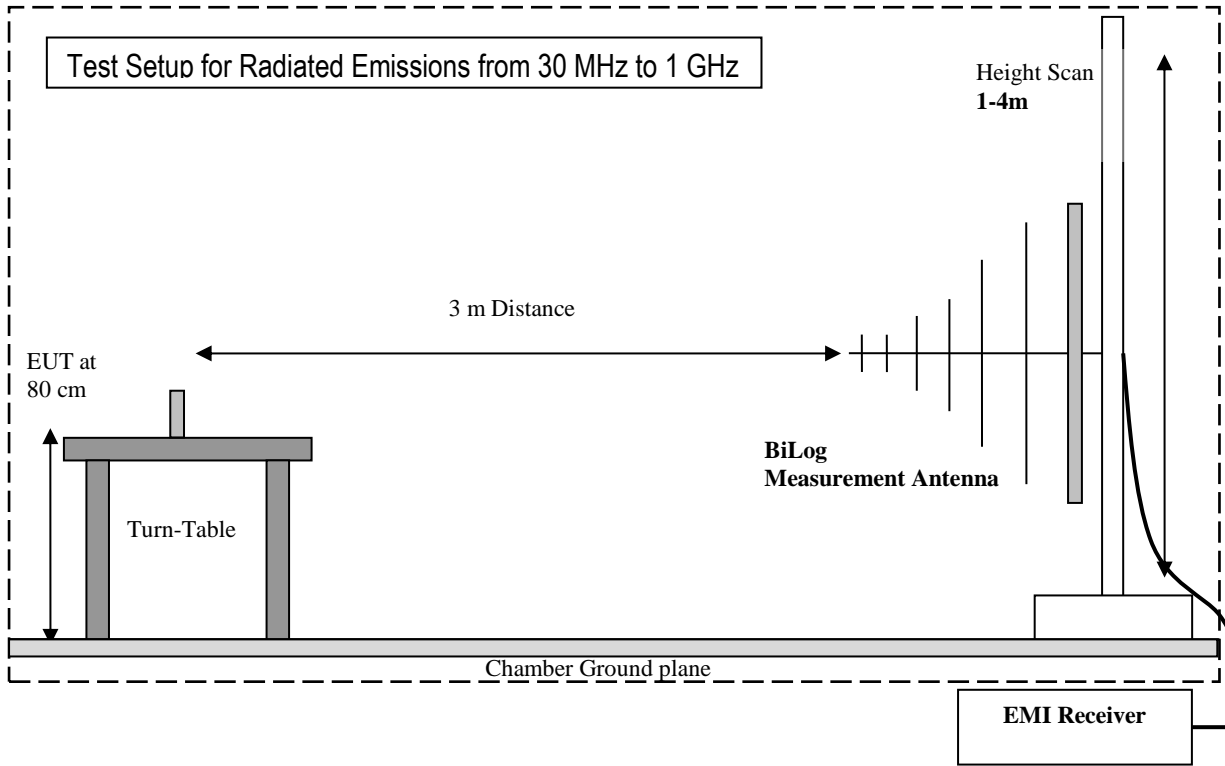 Test Setup for Radiated Emissions from 30 MHz to 1 GHz
Height Scan
1-4m
3 m Distance
EUT at
80 cm
BiLog
Measurement Antenna
Turn-Table
Chamber Ground plane
EMI Receiver